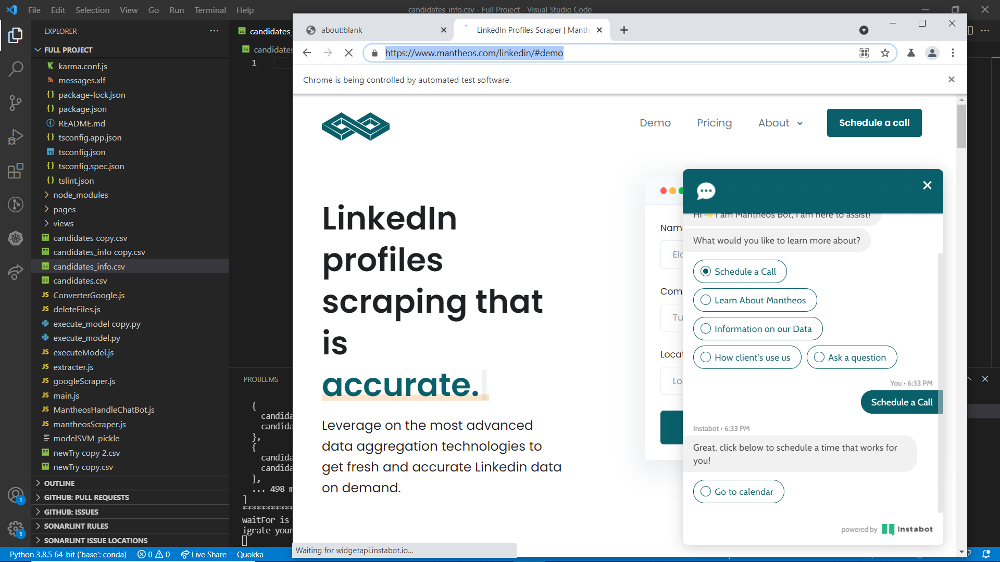 File Edit Selection View Go Run Terminal Help
candidates_info.csv - Full Project - Visual Studio Code
EXPLORER
FULL PROJECT
karma.conf.js
messages.xlf
package-lock.json
package.json
README.md
tsconfig.app.json
tsconfig.json
tsconfig.spec.json
tslint.json
node_modules
pages
views
candidates copy.csv
candidates_info copy.csv
candidates_info.csv
candidates.csv
ConverterGoogle.js
deleteFiles.js
execute_model copy.py
execute_model.py
executeModel.js
extracter.js
googleScraper.js
main.js
MantheosHandleChatBot.js
mantheosScraper.js
modelSVM_pickle
newTry copy 2.csv
newTry copy.csv
OUTLINE
GITHUB: PULL REQUESTS
GITHUB: ISSUES
SONARLINT RULES
SONARLINT ISSUE LOCATIONS
1
1
candidates_
candidates
1
PROBLEMS
{
candida
candida
},
{
candida
candida
},
... 498 m
]
***********
waitFor is
igrate your
Python 3.8.5 64-bit ('base': conda) 0 0 Live Share Quokka
about:blank
LinkedIn Profiles Scraper | Manth
https://www.mantheos.com/linkedin/#demo
Chrome is being controlled by automated test software.
Demo Pricing About Schedule a call
LinkedIn
profiles
scraping that
is
accurate.
Leverage on the most advanced
data aggregation technologies to
get fresh and accurate Linkedin data
on demand.
Nam
Elo
Com
Tu
Locat
Lo
Hi I am Mantheos Bot, I am here to assist!
What would you like to learn more about?
Schedule a Call
Learn About Mantheos
Information on our Data
How client's use us
Ask a question
You • 6:33 PM
Schedule a Call
Instabot • 6:33 PM
Great, click below to schedule a time that works for
you!
Go to calendar
powered by Instabot
Waiting for widgetapi.instabot.io...